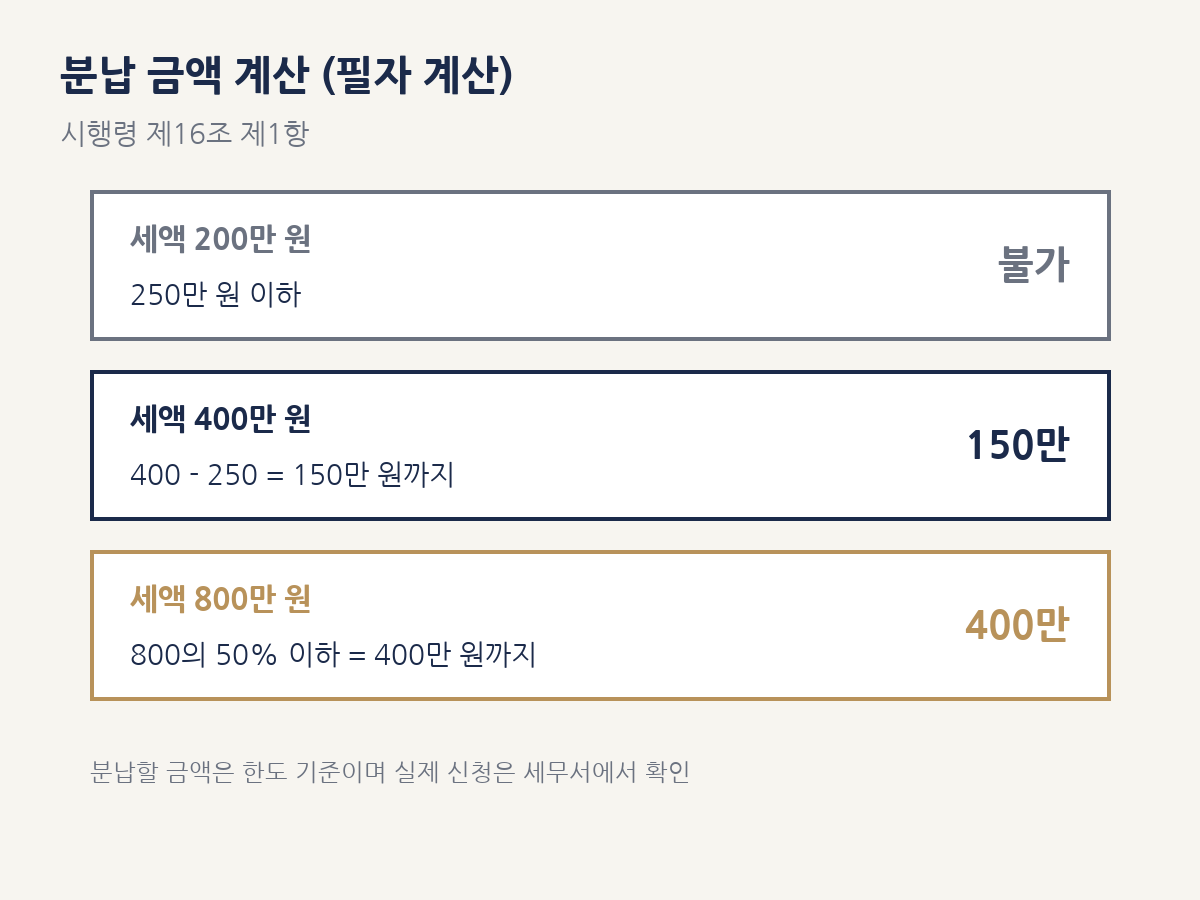 분납 금액 계산 (필자 계산)
시행령 제16조 제1항
세액 200만 원
250만 원 이하
불가
세액 400만 원
400 - 250 = 150만 원까지
150만
세액 800만 원
800의 50% 이하 = 400만 원까지
400만
분납할 금액은 한도 기준이며 실제 신청은 세무서에서 확인